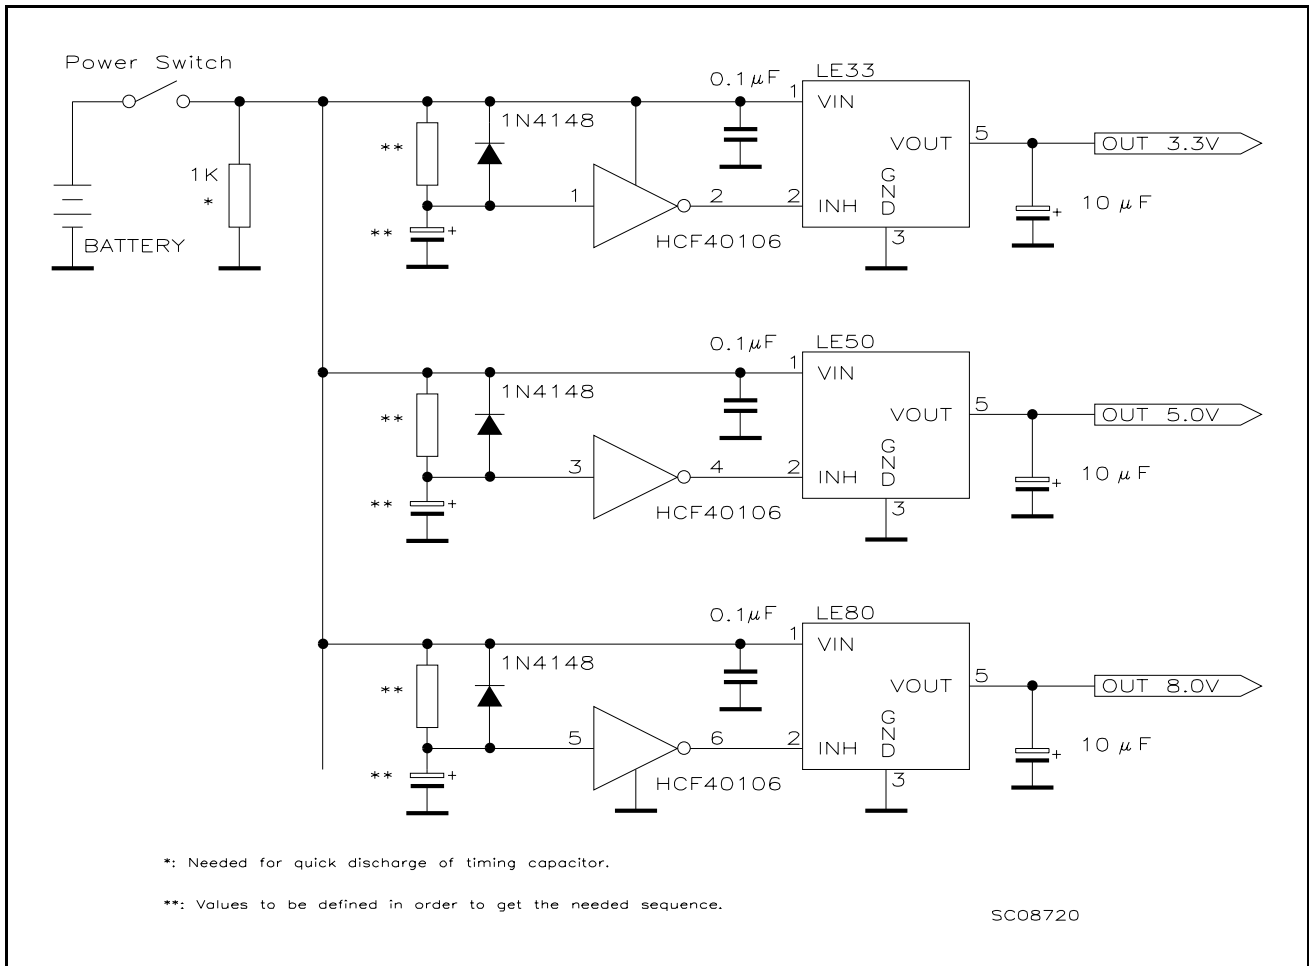 Power Switch
1K
*
BATTERY
**
**
1N4148
1
2
HCF40106
0.1µF
LE33
1
VIN
VOUT
5
2
INH
GND
3
OUT 3.3V
+
+
10 µF
**
**
1N4148
3
4
HCF40106
0.1µF
LE50
1
VIN
VOUT
5
2
INH
GND
3
OUT 5.0V
+
+
10 µF
**
**
1N4148
5
6
HCF40106
0.1µF
LE80
1
VIN
VOUT
5
2
INH
GND
3
OUT 8.0V
+
+
10 µF
*: Needed for quick discharge of timing capacitor.
**: Values to be defined in order to get the needed sequence.
SC08720